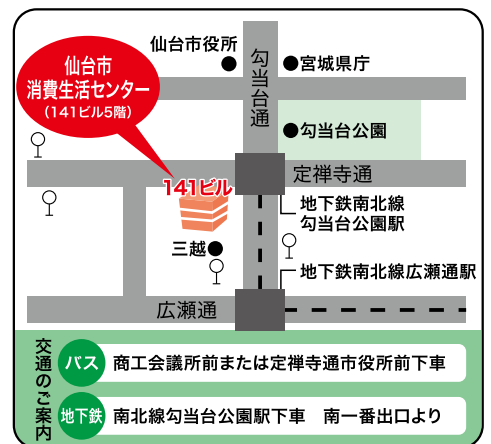 仙台市役所
宮城県庁
仙台市
消費生活センター
(141ビル5階)
勾当台通
勾当台公園
定禅寺通
141ビル
地下鉄南北線
勾当台公園駅
三越
地下鉄南北線広瀬通駅
広瀬通
交通のご案内
バス 商工会議所前または定禅寺通市役所前下車
地下鉄 南北線勾当台公園駅下車 南一番出口より